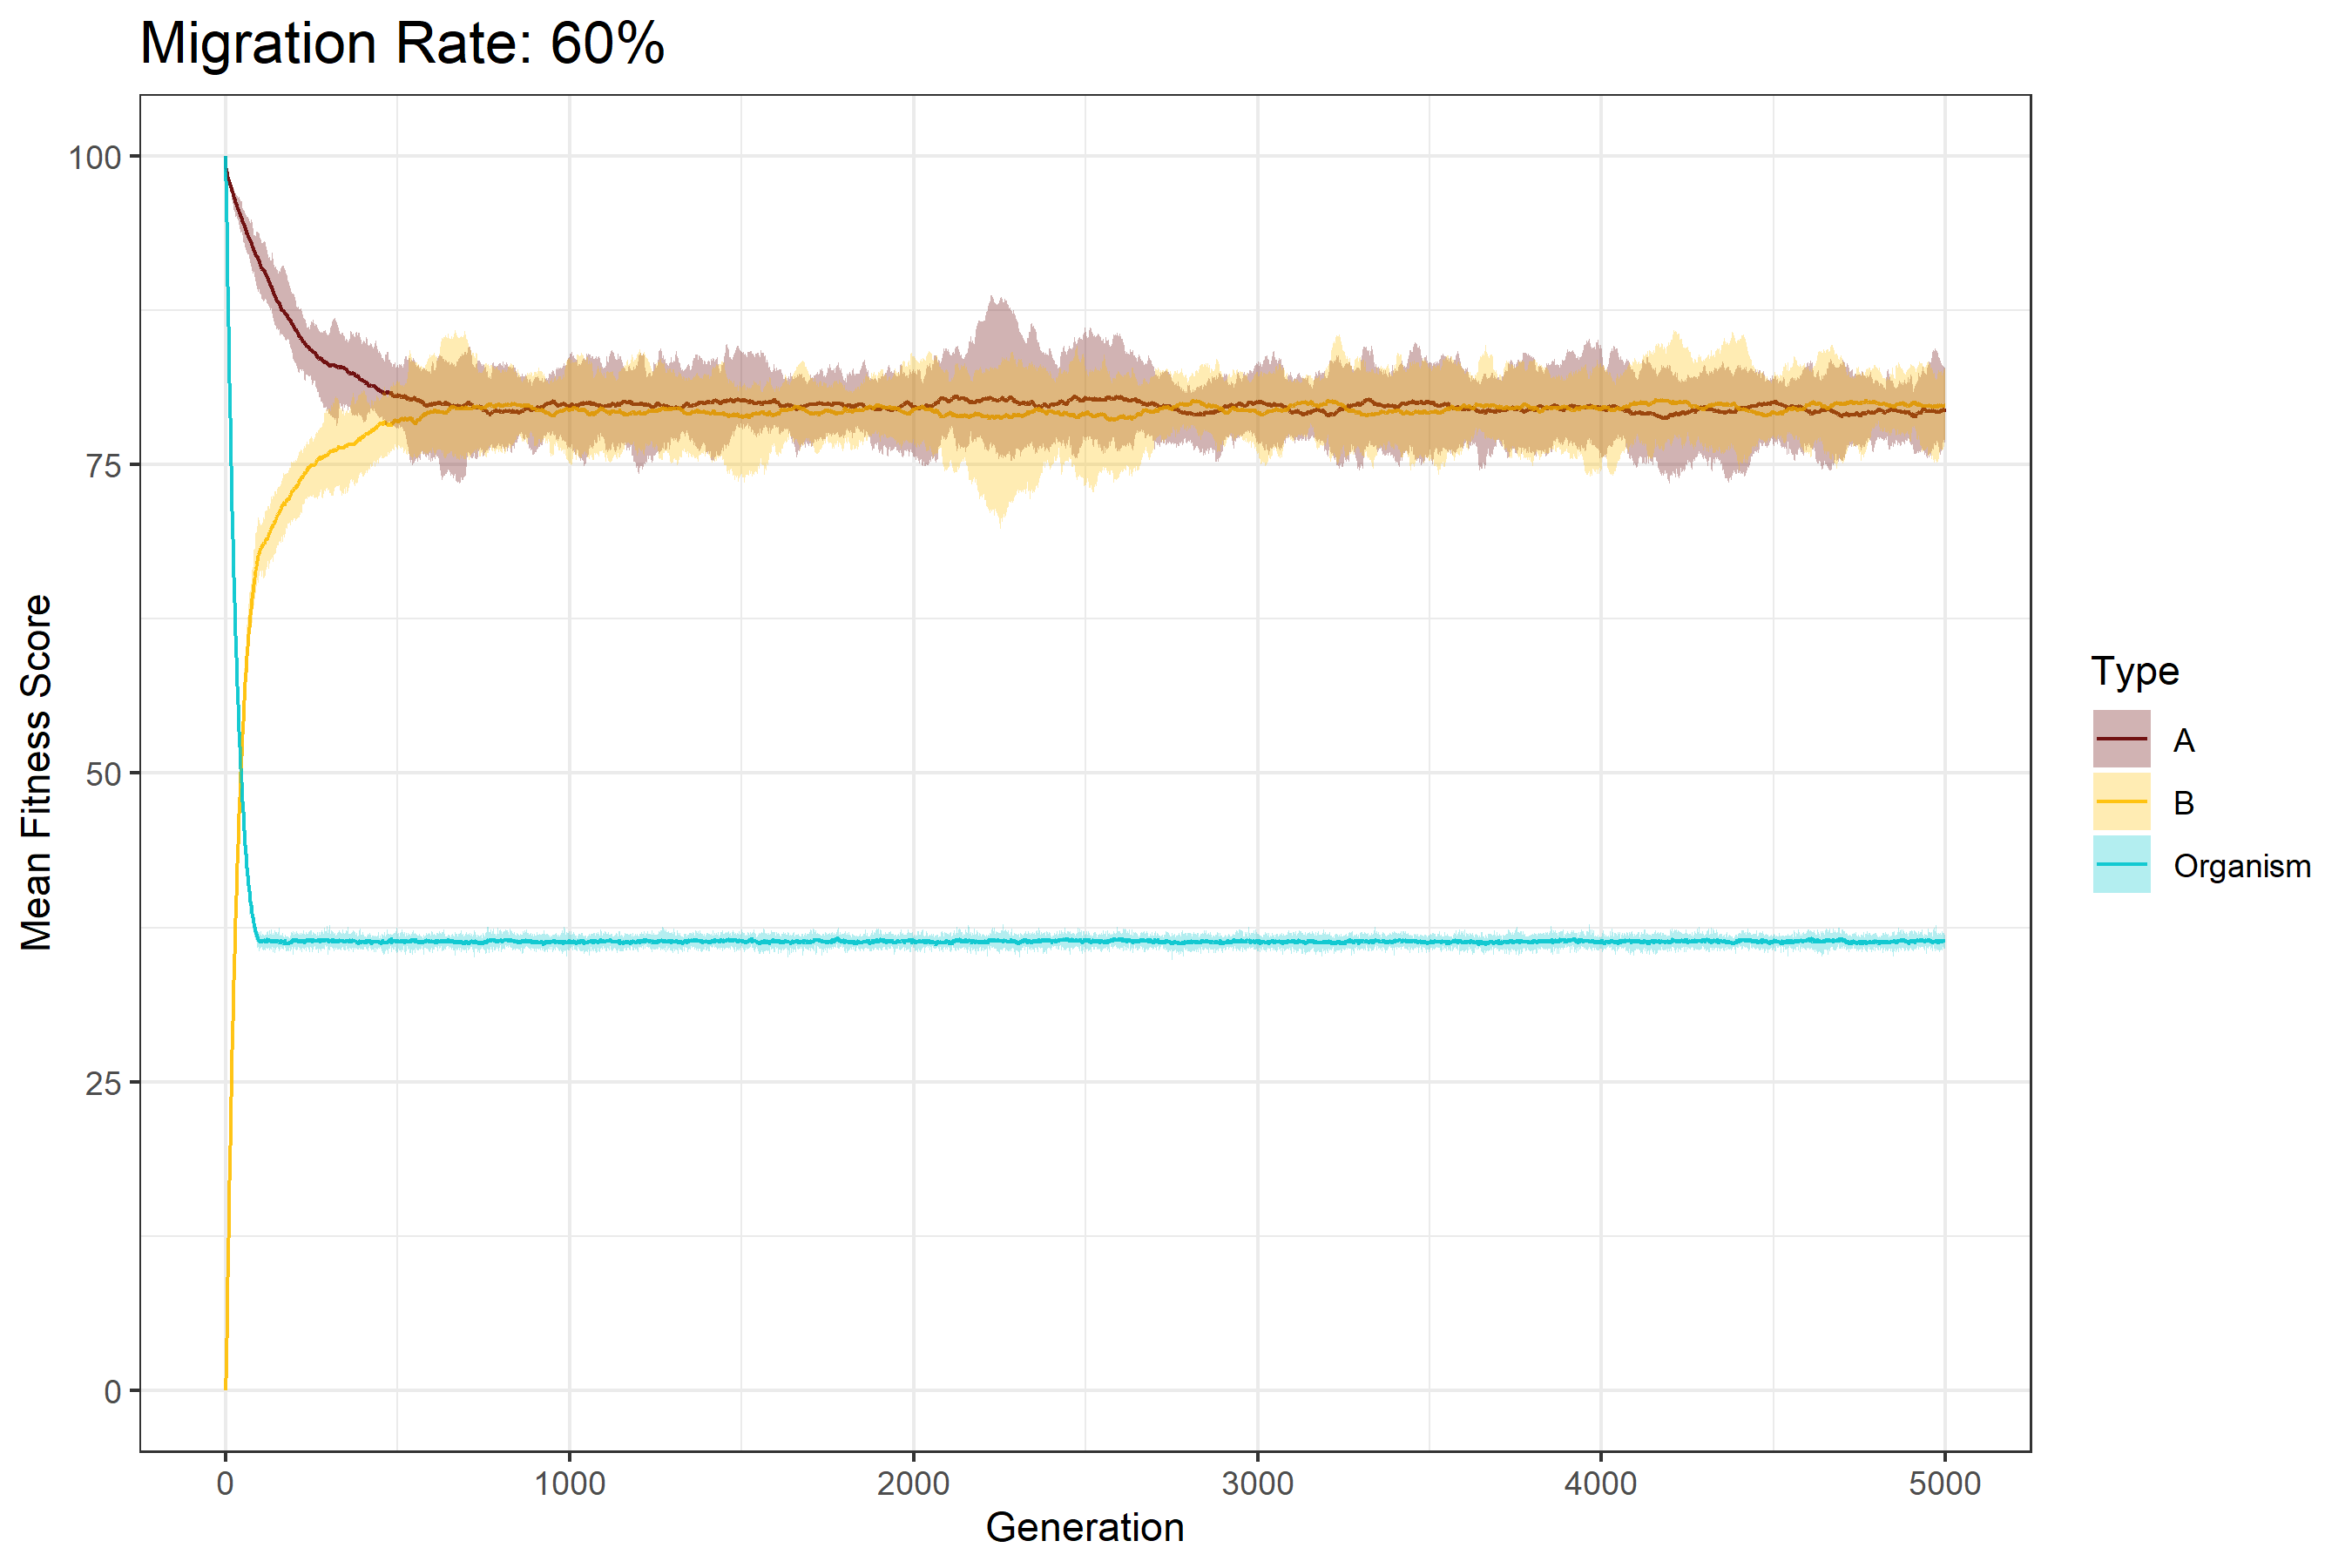 Migration Rate: 60%
Mean Fitness Score
100
75
50
25
0
0 1000 2000 3000 4000 5000
Generation
Type
A
B
Organism